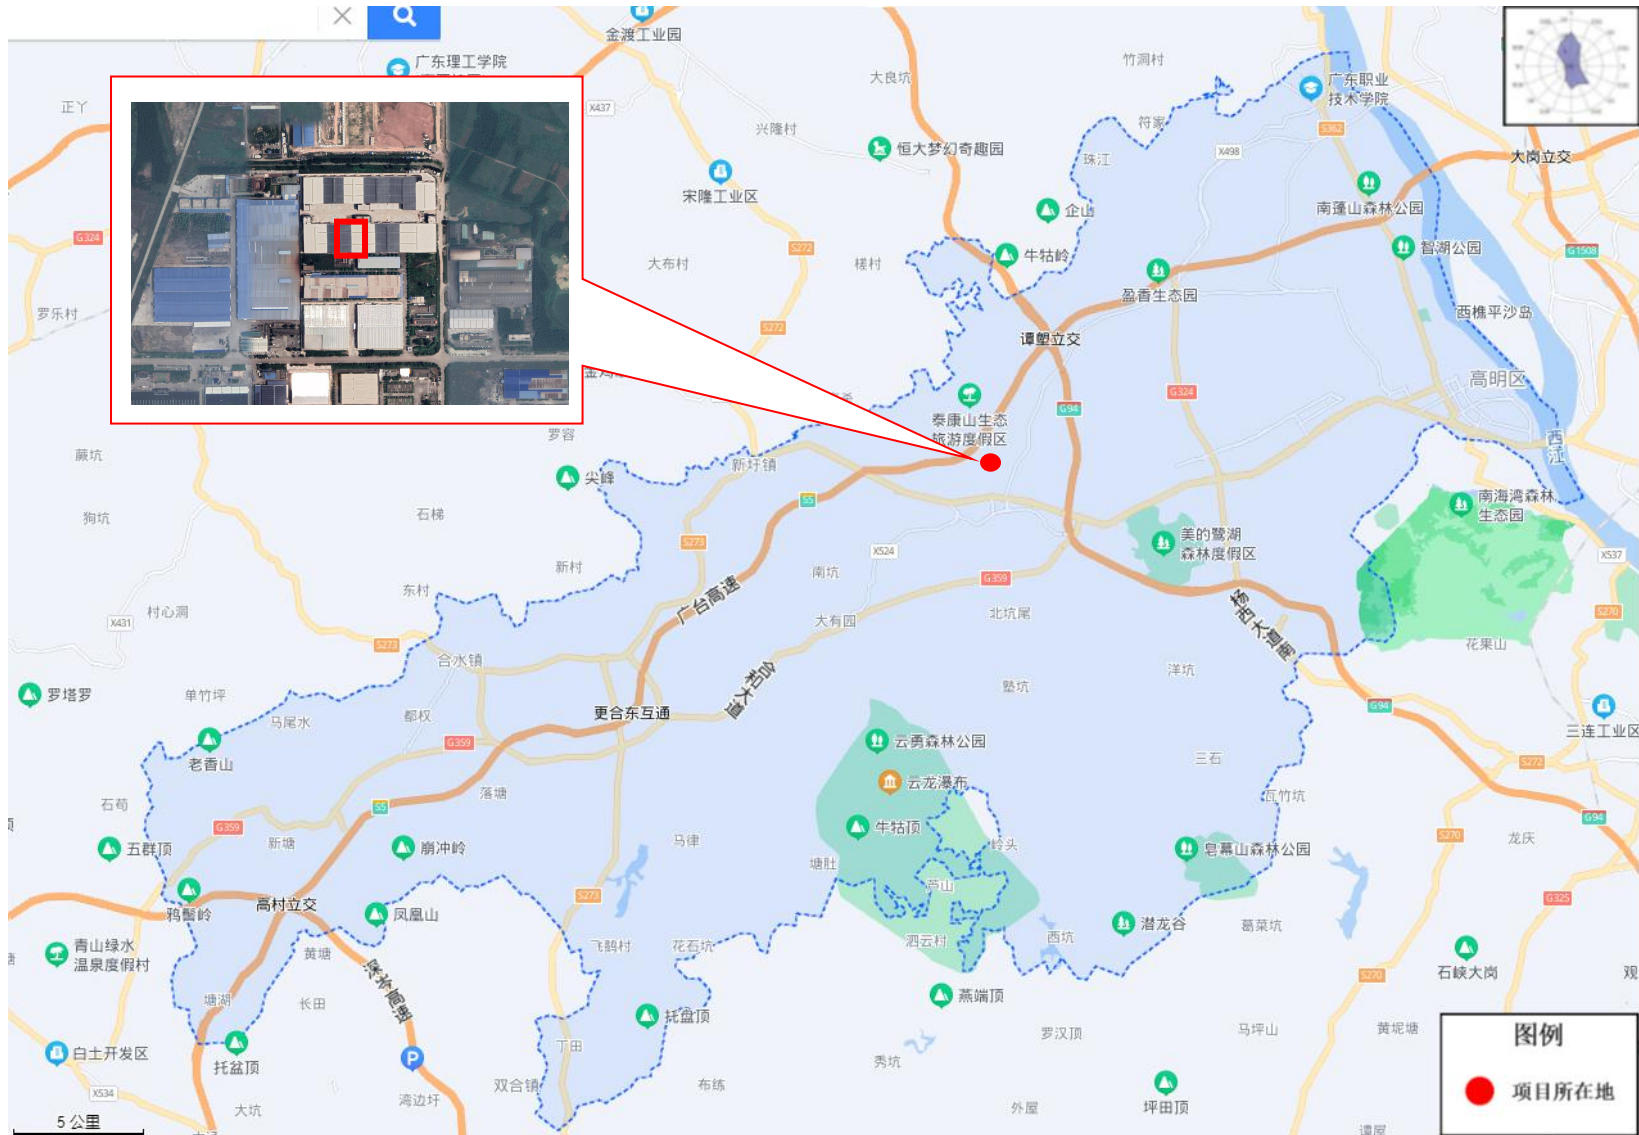 金渡工业园
广东理工学院
竹洞村
大良坑
广东职业
技术学院
正丫
X437
兴隆村
符家
S362
恒大梦幻奇趣园
X498
珠江
大岗立交
宋隆工业区
企山
南蓬山森林公园
G324
S272
牛牯岭
智湖公园
G1508
大布村
槎村
盈香生态园
罗乐村
西樵平沙岛
S272
谭塱立交
高明区
G324
G94
泰康山生态
旅游度假区
罗容
西江
蕨坑
新圩镇
尖峰
S5
南海湾森林
生态园
狗坑
石梯
美的鹭湖
森林度假区
S273
X524
X537
新村
南坑
G359
东村
广台高速
杨西大道南
村心洞
X431
大有园
北坑尾
S270
S273
花果山
合水镇
合和大道
洋坑
罗塔罗
单竹坪
塾坑
马尾水
都权
更合东互通
G94
三连工业区
G359
云勇森林公园
老香山
三石
S272
云龙瀑布
石荀
S5
落塘
瓦竹坑
G94
G359
牛牯顶
S270
新塘
马律
龙庆
五群顶
崩冲岭
岭头
皂幕山森林公园
塘肚
芦山
鸦髻岭
高村立交
S273
G325
凤凰山
潜龙谷
葛菜坑
青山绿水
温泉度假村
黄塘
飞鹅村
花石坑
泗云村
西坑
深岑高速
S270
石峡大岗
观
塘湖
长田
燕端顶
托盘顶
罗汉顶
马坪山
黄坭塘
图例
白土开发区
托盆顶
丁田
P
秀坑
双合镇
布练
项目所在地
X534
湾边圩
坪田顶
大坑
外屋
5 公里
谭屋